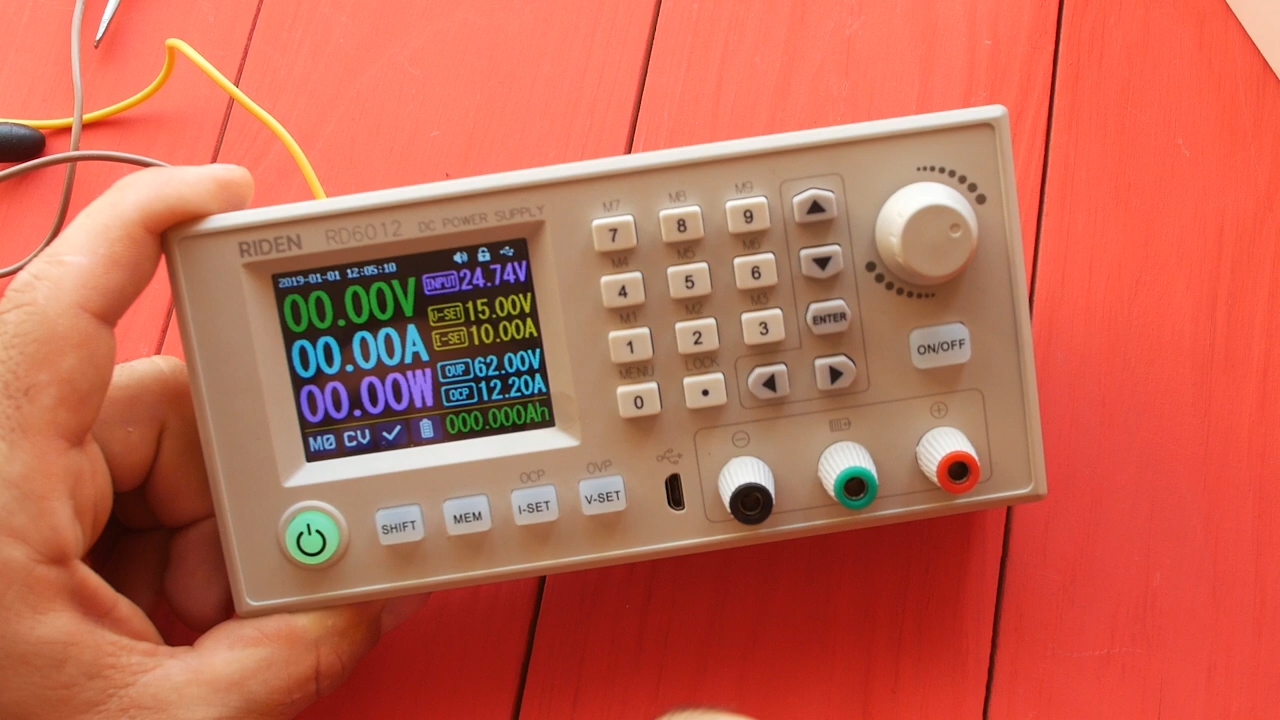 RIDEN RD6012 DC POWER SUPPLY
2019-01-01 12:05:10
00.00V
INPUT 24.74V
00.00A
U-SET 15.00V
I-SET 10.00A
00.00W
OVP 62.00V
OCP 12.20A
M0 CV
000.000Ah
M7 M8 M9
7 8 9
M4 M5 M6
4 5 6
M1 M2 M3
1 2 3
MENU LOCK
0 •
ENTER
ON/OFF
OCP OVP
SHIFT MEM I-SET V-SET